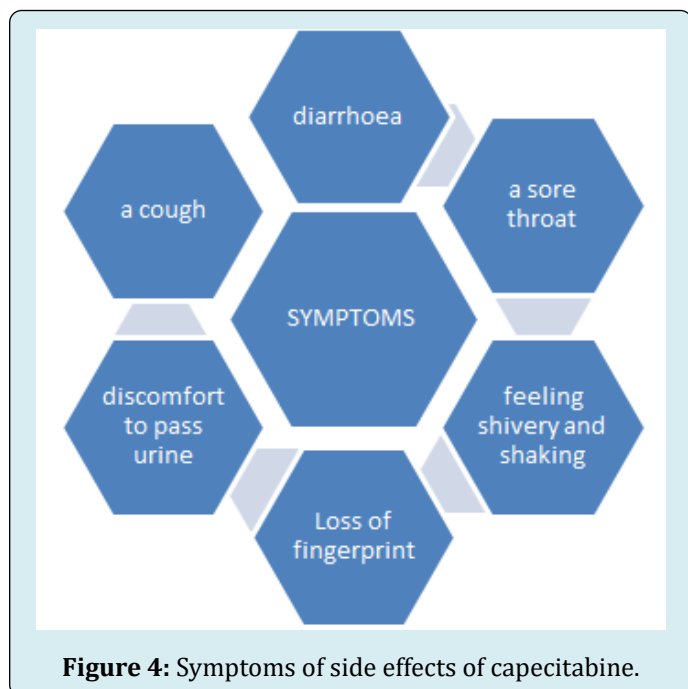 diarrhoea
a sore
throat
feeling
shivery and
shaking
Loss of
fingerprint
discomfort
to pass
urine
a cough
SYMPTOMS
Figure 4: Symptoms of side effects of capecitabine.